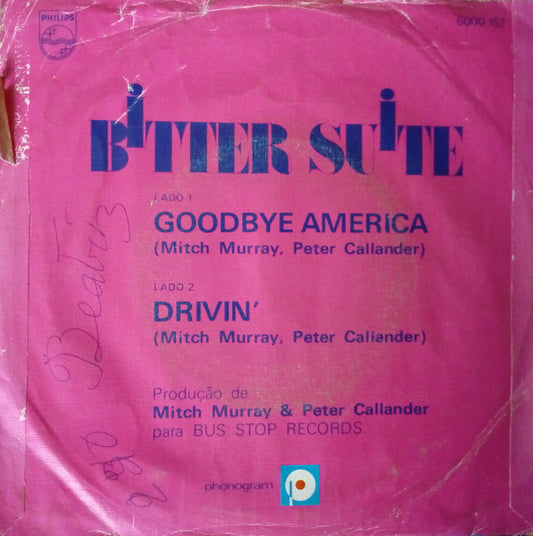 PHILIPS
6000 157
BiTTER SUiTE
LADO 1
GOODBYE AMERICA
(Mitch Murray, Peter Callander)
LADO 2
DRIVIN'
(Mitch Murray, Peter Callander)
Beatriz
Produção de
Mitch Murray & Peter Callander
para BUS STOP RECORDS.
phonogram